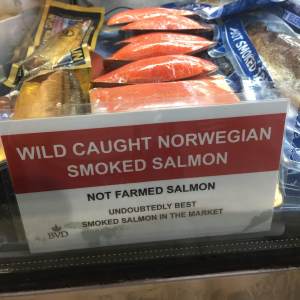 WILD CAUGHT NORWEGIAN
SMOKED SALMON
NOT FARMED SALMON
UNDOUBTEDLY BEST
SMOKED SALMON IN THE MARKET
BVD